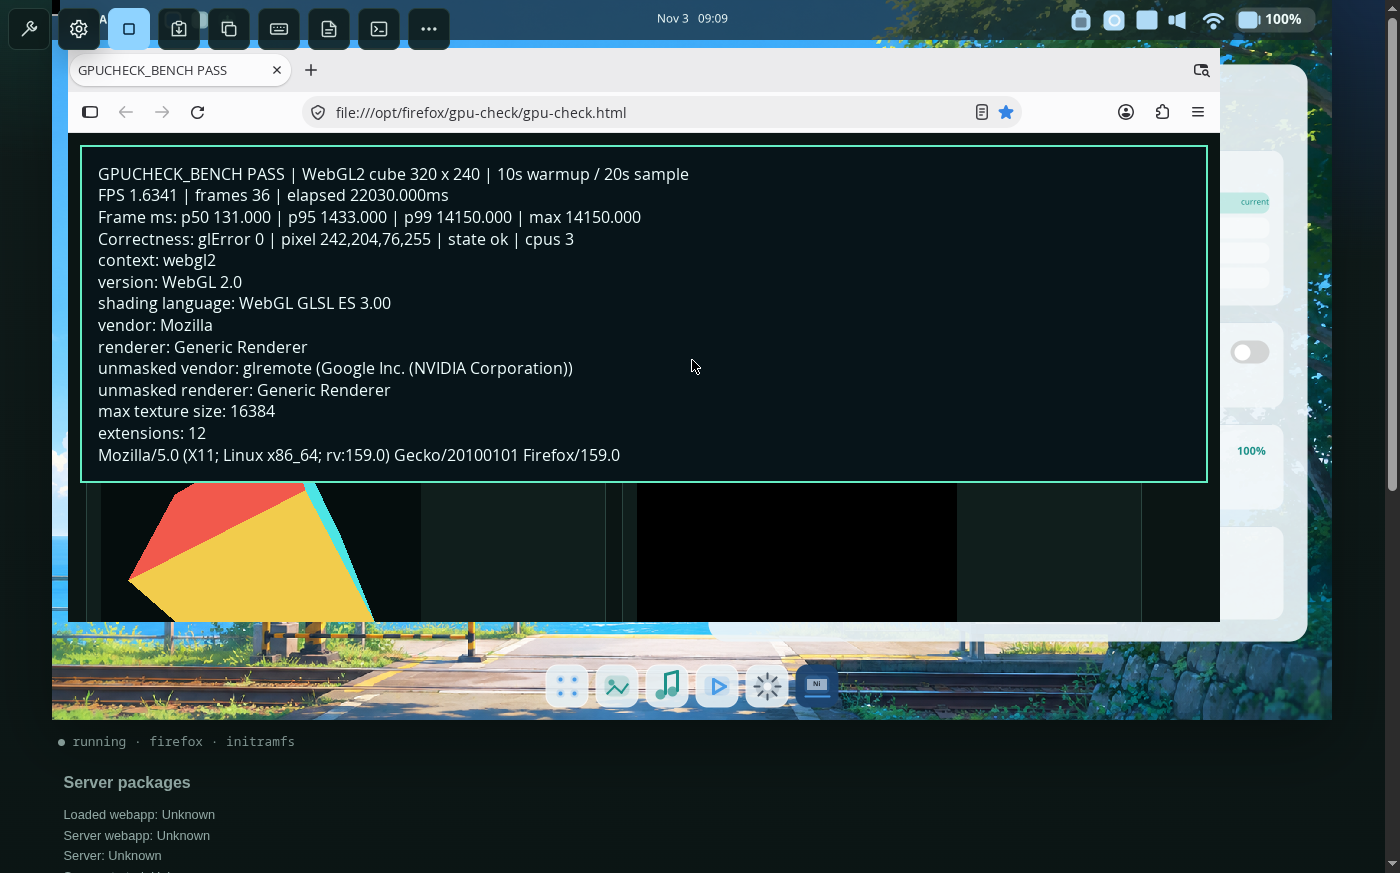 Nov 3 09:09
100%
GPUCHECK_BENCH PASS
file:///opt/firefox/gpu-check/gpu-check.html
GPUCHECK_BENCH PASS | WebGL2 cube 320 x 240 | 10s warmup / 20s sample
FPS 1.6341 | frames 36 | elapsed 22030.000ms
Frame ms: p50 131.000 | p95 1433.000 | p99 14150.000 | max 14150.000
Correctness: glError 0 | pixel 242,204,76,255 | state ok | cpus 3
context: webgl2
version: WebGL 2.0
shading language: WebGL GLSL ES 3.00
vendor: Mozilla
renderer: Generic Renderer
unmasked vendor: glremote (Google Inc. (NVIDIA Corporation))
unmasked renderer: Generic Renderer
max texture size: 16384
extensions: 12
Mozilla/5.0 (X11; Linux x86_64; rv:159.0) Gecko/20100101 Firefox/159.0
current
100%
Ni
● running · firefox · initramfs
Server packages
Loaded webapp: Unknown
Server webapp: Unknown
Server: Unknown